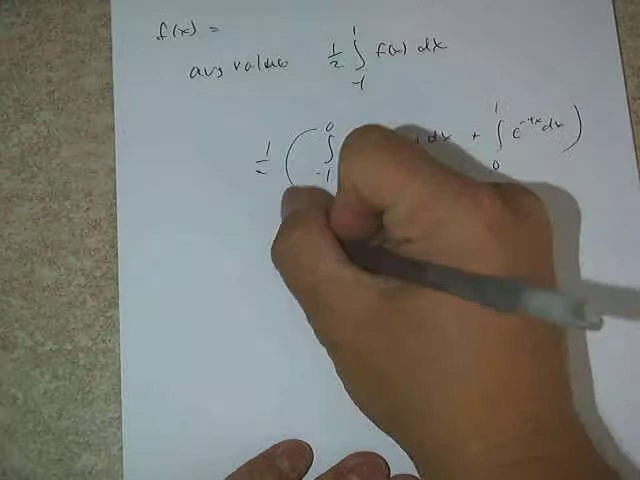 f(x) =
avg value 1/2 ∫_{-1}^{1} f(x) dx
1/2 ( ∫_{-1}^{0} dx + ∫_{0}^{1} e^{-4x} dx )